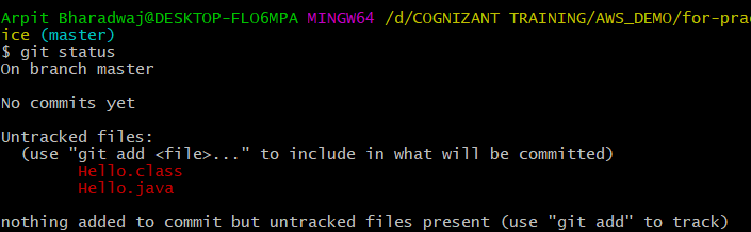 Arpit Bharadwaj@DESKTOP-FLO6MPA MINGW64 /d/COGNIZANT TRAINING/AWS_DEMO/for-prac
ice (master)
$ git status
On branch master
No commits yet
Untracked files:
(use "git add <file>..." to include in what will be committed)
Hello.class
Hello.java
nothing added to commit but untracked files present (use "git add" to track)